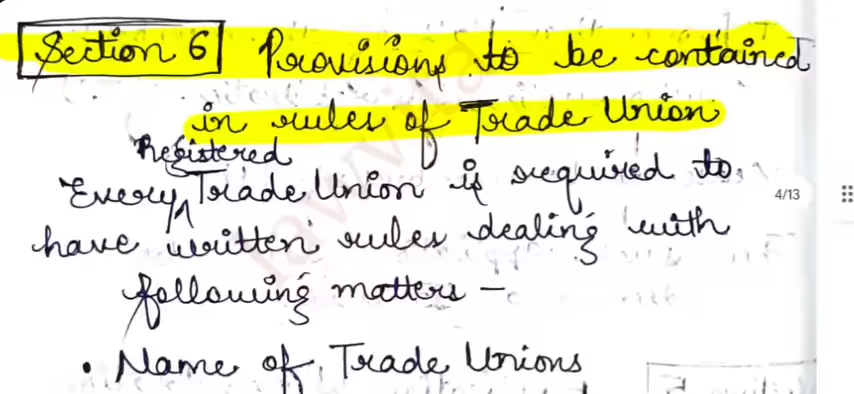 Section 6 Provisions to be contained
in rules of Trade Union
Registered
Every ^ Trade Union is required to
4/13
have written rules dealing with
following matters –
• Name of Trade Unions